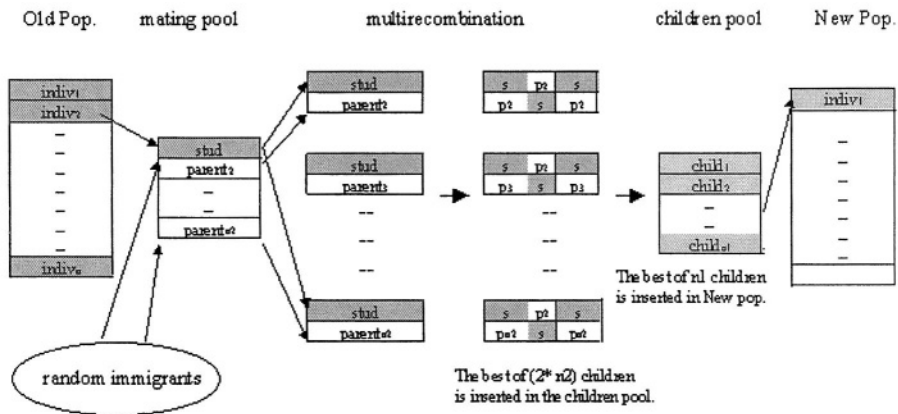 Old Pop.
mating pool
multirecombination
children pool
New Pop.
indiv1
indiv2
–
–
–
–
–
–
–
indivn
stud
parent2
–
–
parentn2
random immigrants
stud
parent2
stud
parent3
--
--
--
stud
parentn2
s p2 s
p2 s p2
s p2 s
p3 s p3
--
--
--
s p2 s
pn2 s pn2
The best of (2* n2) children
is inserted in the children pool.
child1
child2
–
–
childn1
The best of n1 children
is inserted in New pop.
indiv1
–
–
–
–
–
–
–